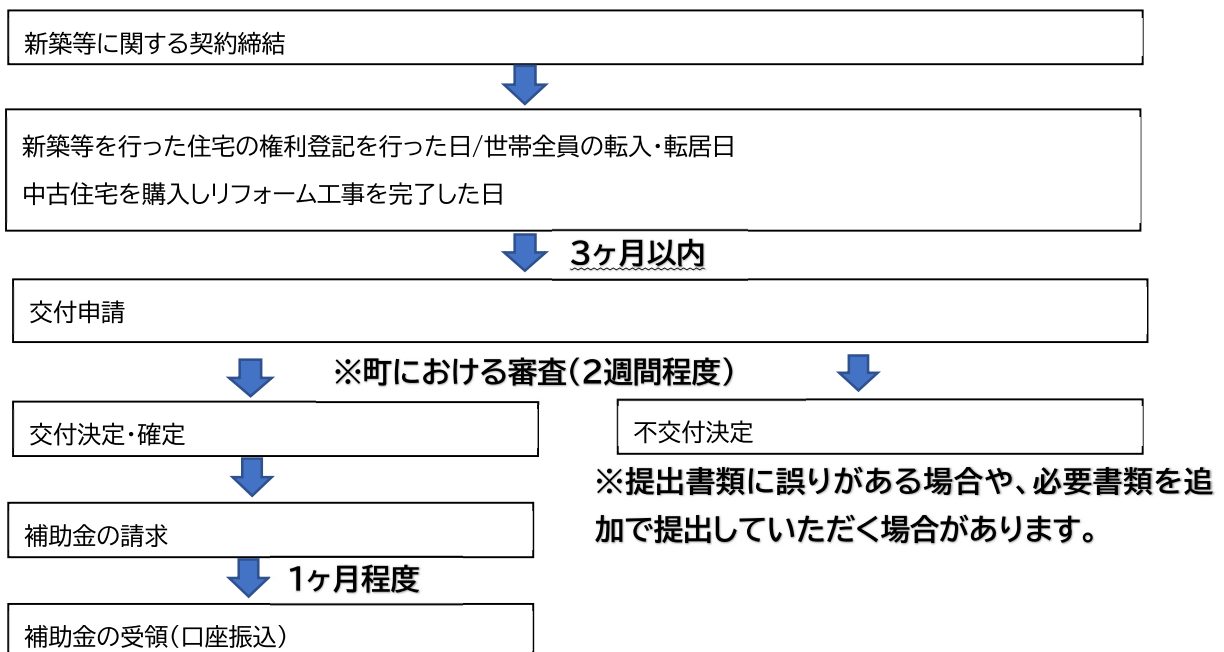 新築等に関する契約締結
新築等を行った住宅の権利登記を行った日/世帯全員の転入・転居日
中古住宅を購入しリフォーム工事を完了した日
3ヶ月以内
交付申請
※町における審査(2週間程度)
交付決定・確定
不交付決定
※提出書類に誤りがある場合や、必要書類を追
加で提出していただく場合があります。
補助金の請求
1ヶ月程度
補助金の受領(口座振込)